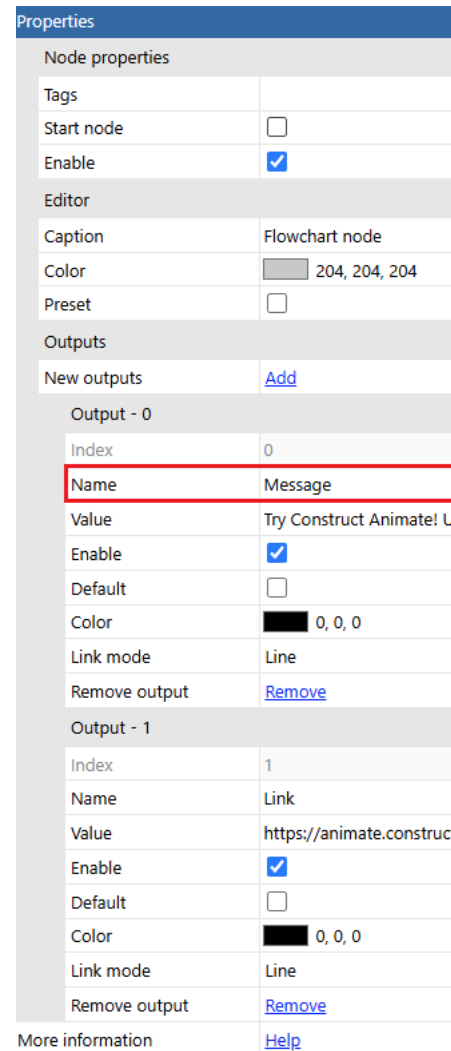 Properties
Node properties
Tags
Start node
Enable
Editor
Caption Flowchart node
Color 204, 204, 204
Preset
Outputs
New outputs Add
Output - 0
Index 0
Name Message
Value Try Construct Animate! U
Enable
Default
Color 0, 0, 0
Link mode Line
Remove output Remove
Output - 1
Index 1
Name Link
Value https://animate.construc
Enable
Default
Color 0, 0, 0
Link mode Line
Remove output Remove
More information Help